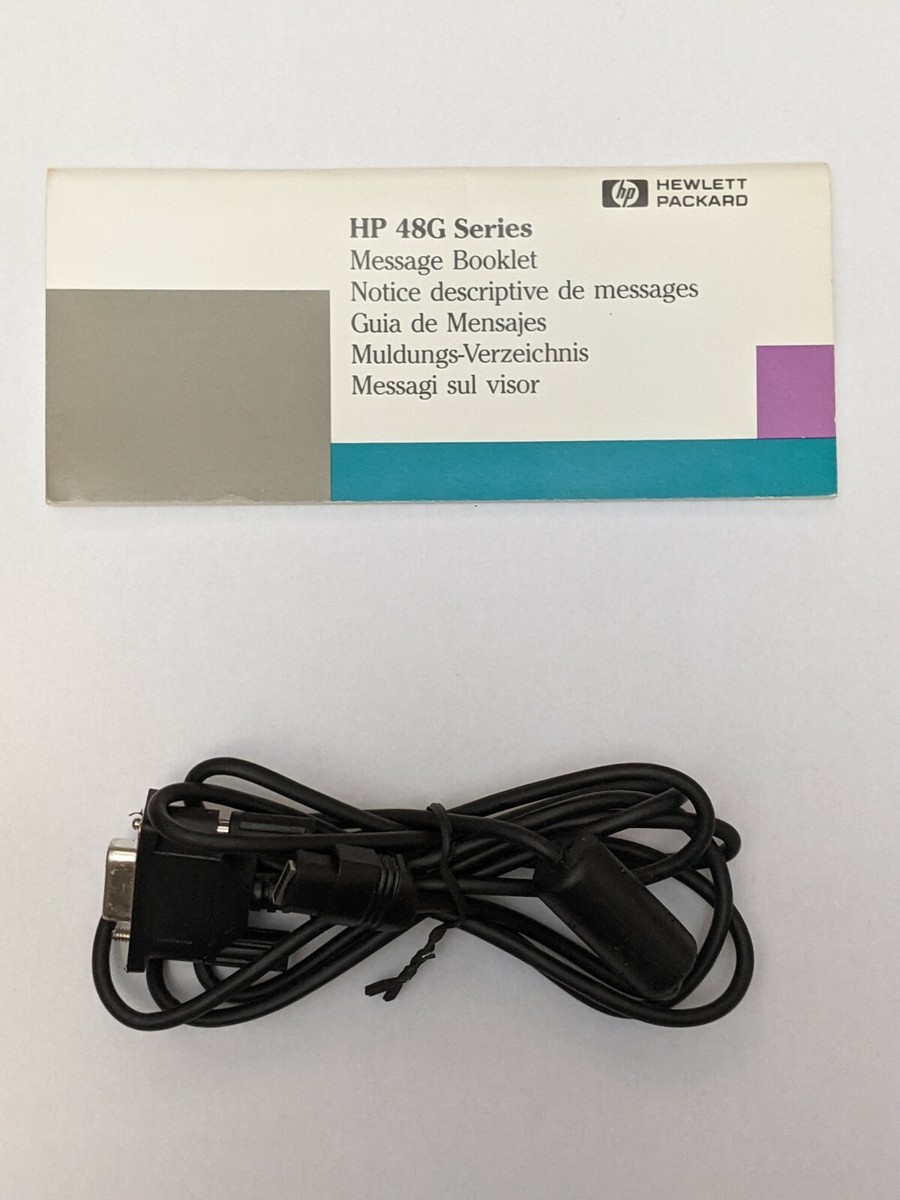 hp HEWLETT
PACKARD
HP 48G Series
Message Booklet
Notice descriptive de messages
Guia de Mensajes
Muldungs-Verzeichnis
Messagi sul visor